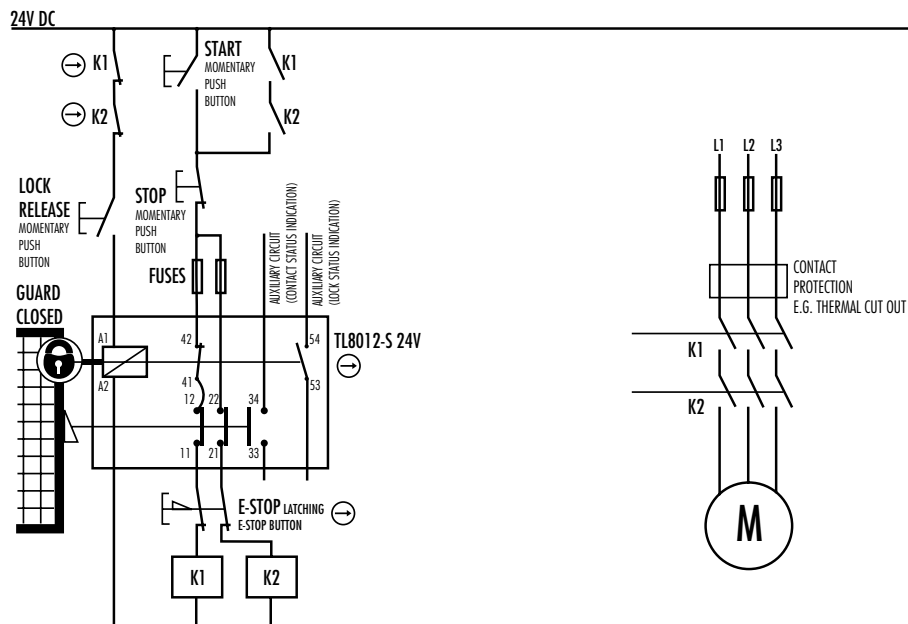 24V DC
K1
K2
START
MOMENTARY
PUSH
BUTTON
K1
K2
LOCK
RELEASE
MOMENTARY
PUSH
BUTTON
STOP
MOMENTARY
PUSH
BUTTON
FUSES
AUXILIARY CIRCUIT
(CONTACT STATUS INDICATION)
AUXILIARY CIRCUIT
(LOCK STATUS INDICATION)
GUARD
CLOSED
A1
A2
42
41
12
22
34
54
53
11
21
33
TL8012-S 24V
E-STOP LATCHING
E-STOP BUTTON
K1
K2
L1
L2
L3
CONTACT
PROTECTION
E.G. THERMAL CUT OUT
K1
K2
M